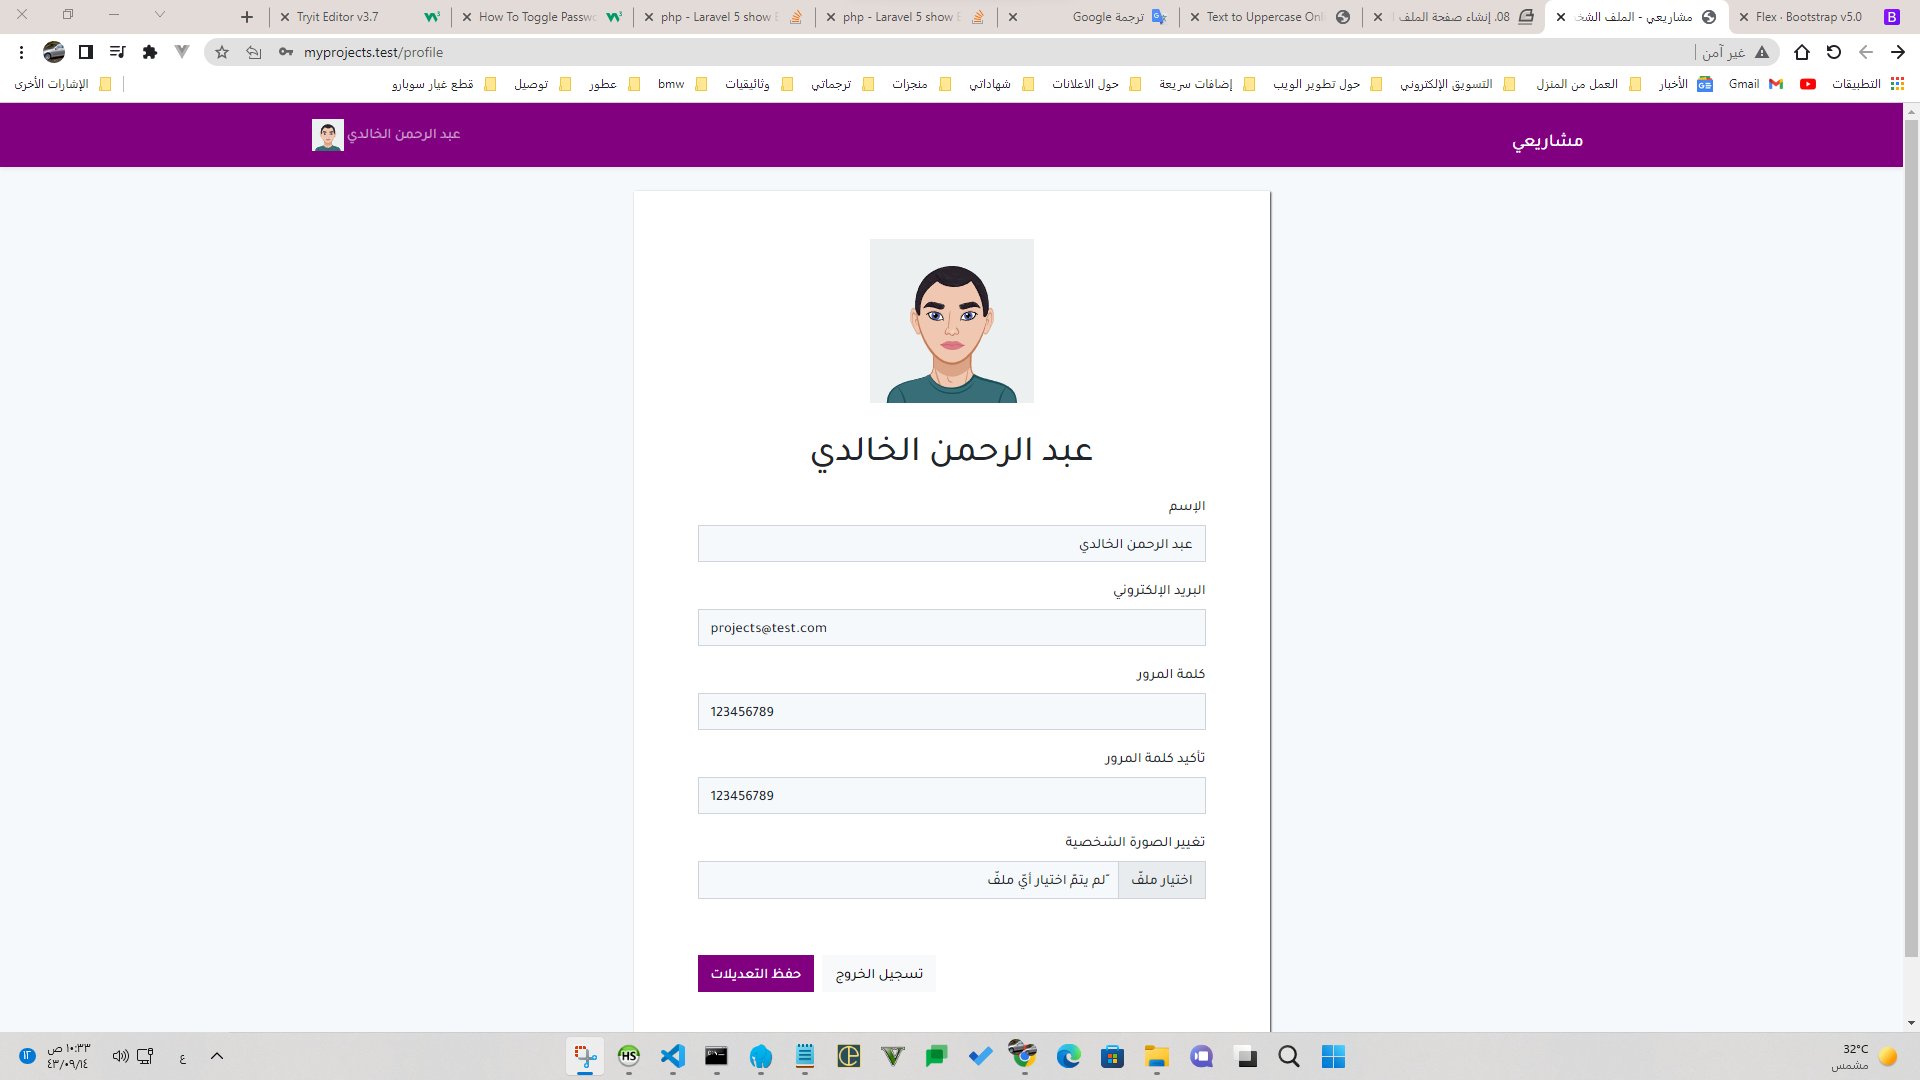 Tryit Editor v3.7
How To Toggle Passwo
php - Laravel 5 show E
php - Laravel 5 show E
ترجمة Google
Text to Uppercase Onli
08. إنشاء صفحة الملف ا
مشاريعي - الملف الشخ
Flex · Bootstrap v5.0
myprojects.test/profile
غير آمن
التطبيقات
Gmail
الأخبار
العمل من المنزل
التسويق الإلكتروني
حول تطوير الويب
إضافات سريعة
حول الاعلانات
شهاداتي
منجزات
ترجماتي
وثائيقيات
bmw
عطور
توصيل
قطع غيار سوبارو
الإشارات الأخرى
مشاريعي
عبد الرحمن الخالدي
عبد الرحمن الخالدي
الإسم
عبد الرحمن الخالدي
البريد الإلكتروني
projects@test.com
كلمة المرور
123456789
تأكيد كلمة المرور
123456789
تغيير الصورة الشخصية
اختيار ملفّ
لم يتمّ اختيار أيّ ملفّ
تسجيل الخروج
حفظ التعديلات
١٠:٣٣ ص
٤٣/٠٩/١٤
١٢
ع
HS
32°C
مشمس